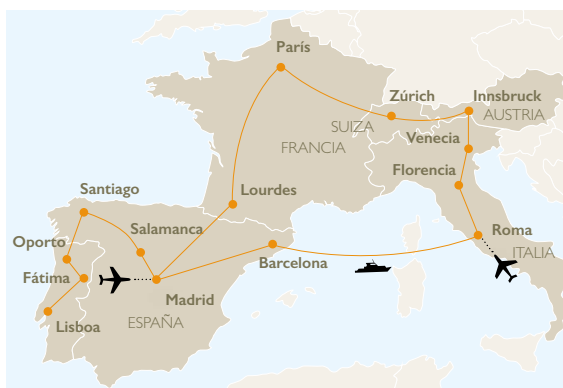 París
Zúrich
Innsbruck
AUSTRIA
SUIZA
Venecia
FRANCIA
Florencia
Lourdes
Santiago
Salamanca
Roma
Oporto
ITALIA
Barcelona
Fátima
Madrid
Lisboa
ESPAÑA